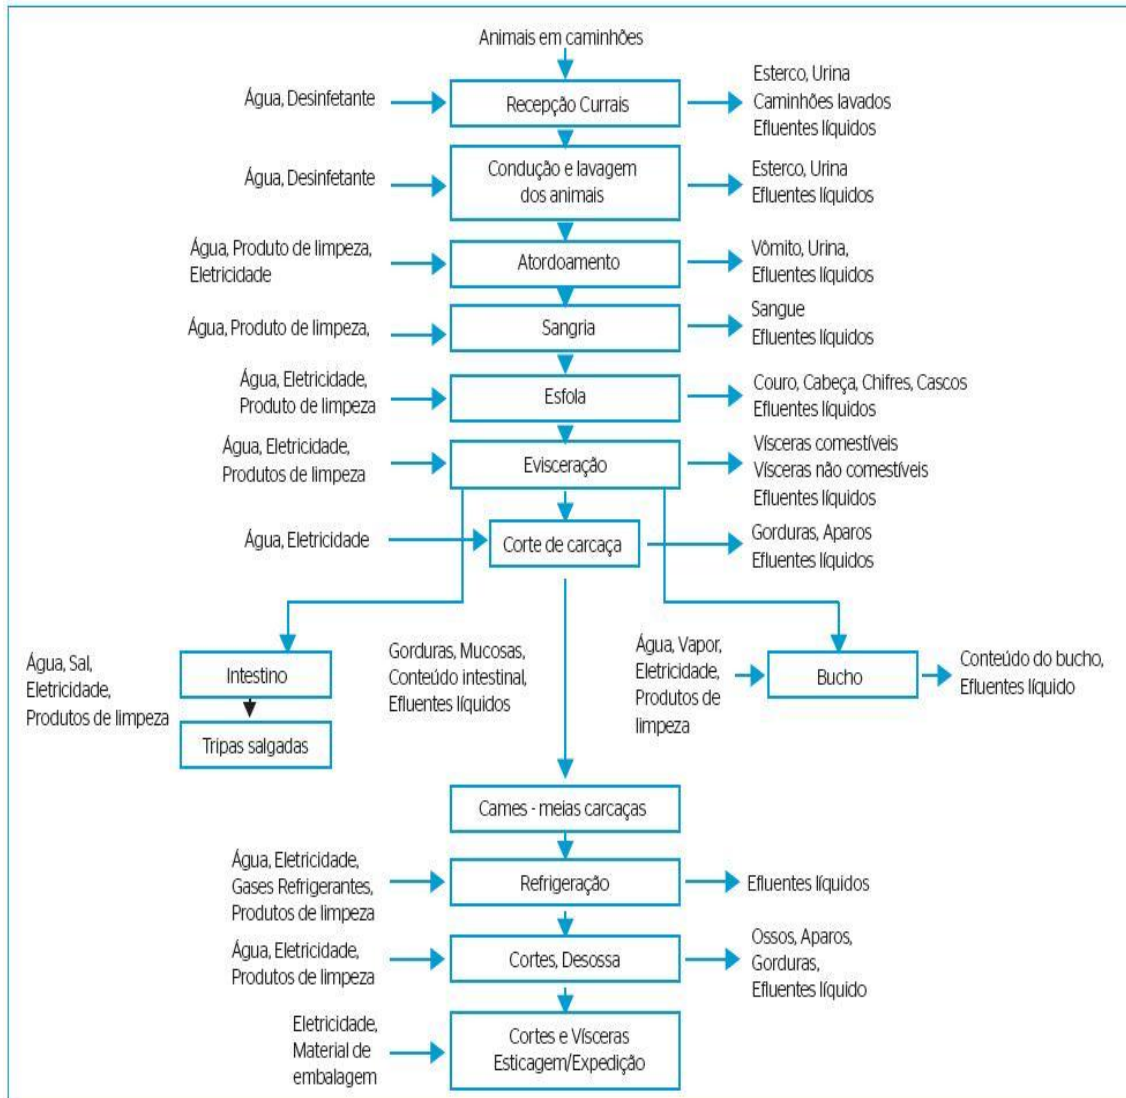 Animais em caminhões
Água, Desinfetante
Recepção Currais
Esterco, Urina
Caminhões lavados
Efluentes líquidos
Água, Desinfetante
Condução e lavagem
dos animais
Esterco, Urina
Efluentes líquidos
Água, Produto de limpeza,
Eletricidade
Atordoamento
Vômito, Urina,
Efluentes líquidos
Água, Produto de limpeza,
Sangria
Sangue
Efluentes líquidos
Água, Eletricidade,
Produto de limpeza
Esfola
Couro, Cabeça, Chifres, Cascos
Efluentes líquidos
Água, Eletricidade,
Produtos de limpeza
Evisceração
Vísceras comestíveis
Vísceras não comestíveis
Efluentes líquidos
Água, Eletricidade
Corte de carcaça
Gorduras, Aparos
Efluentes líquidos
Água, Sal,
Eletricidade,
Produtos de limpeza
Intestino
Tripas salgadas
Gorduras, Mucosas,
Conteúdo intestinal,
Efluentes líquidos
Água, Vapor,
Eletricidade,
Produtos de
limpeza
Bucho
Conteúdo do bucho,
Efluentes líquido
Cames - meias carcaças
Água, Eletricidade,
Gases Refrigerantes,
Produtos de limpeza
Refrigeração
Efluentes líquidos
Água, Eletricidade,
Produtos de limpeza
Cortes, Desossa
Ossos, Aparos,
Gorduras,
Efluentes líquido
Eletricidade,
Material de
embalagem
Cortes e Vísceras
Esticagem/Expedição